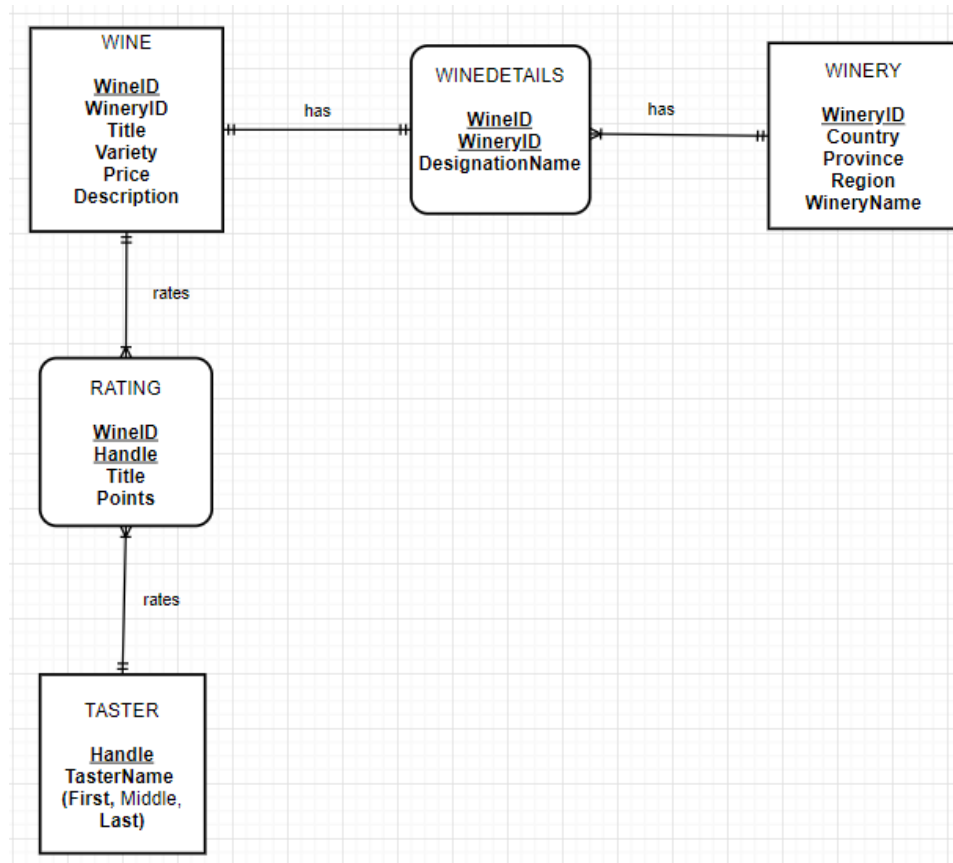 WINE
WineID
WineryID
Title
Variety
Price
Description
has
WINEDETAILS
WineID
WineryID
DesignationName
has
WINERY
WineryID
Country
Province
Region
WineryName
rates
RATING
WineID
Handle
Title
Points
rates
TASTER
Handle
TasterName
(First, Middle,
Last)